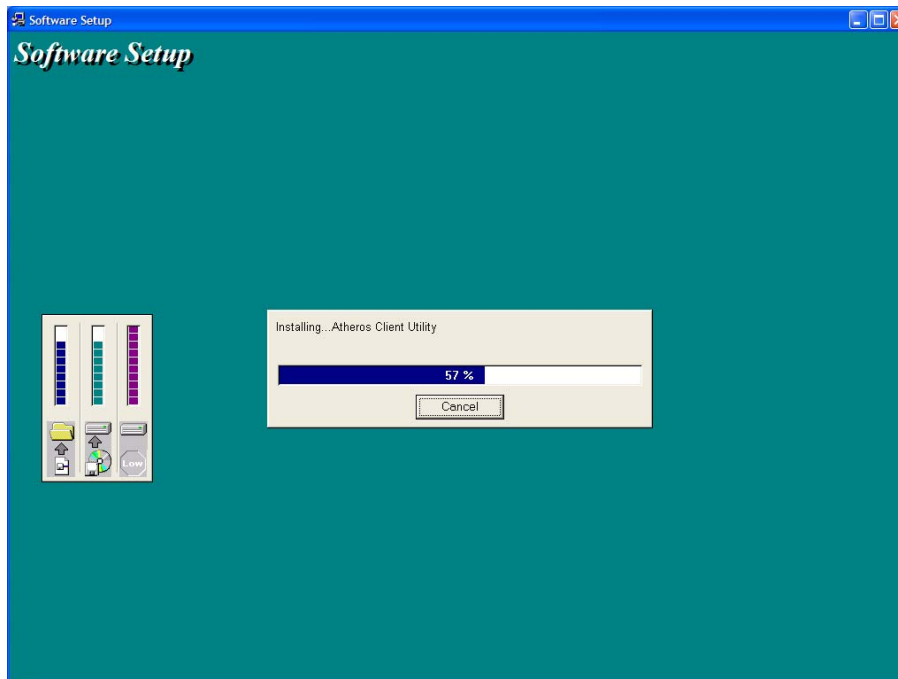 Software Setup
Software Setup
Installing...Atheros Client Utility
57 %
Cancel
Low